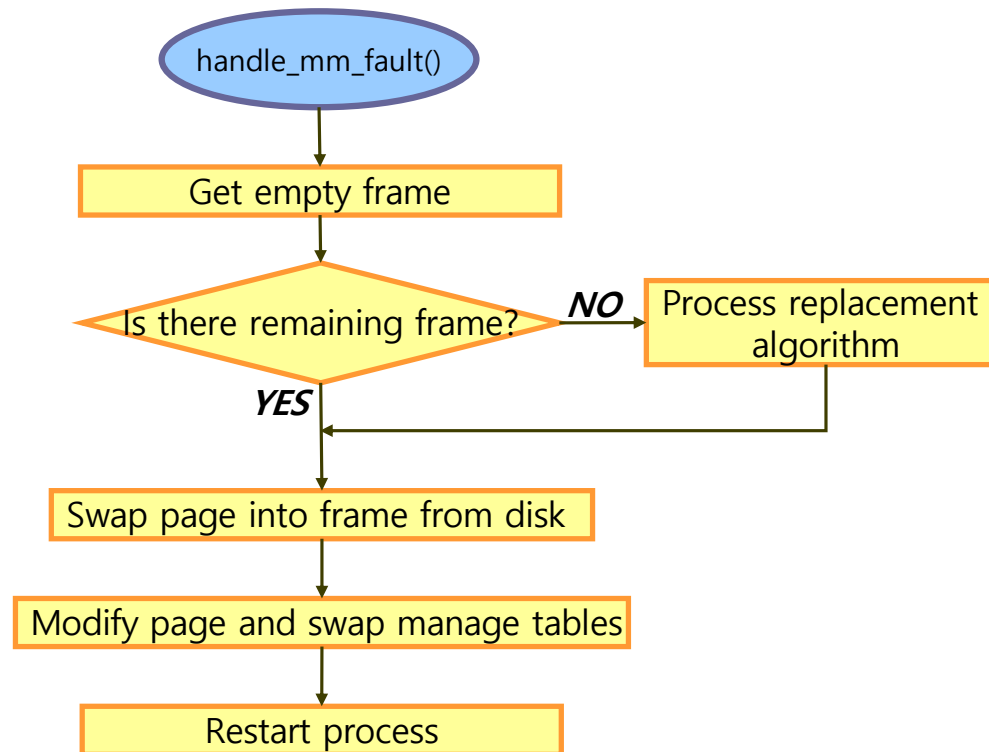 handle_mm_fault()
Get empty frame
Is there remaining frame?
NO
Process replacement
algorithm
YES
Swap page into frame from disk
Modify page and swap manage tables
Restart process